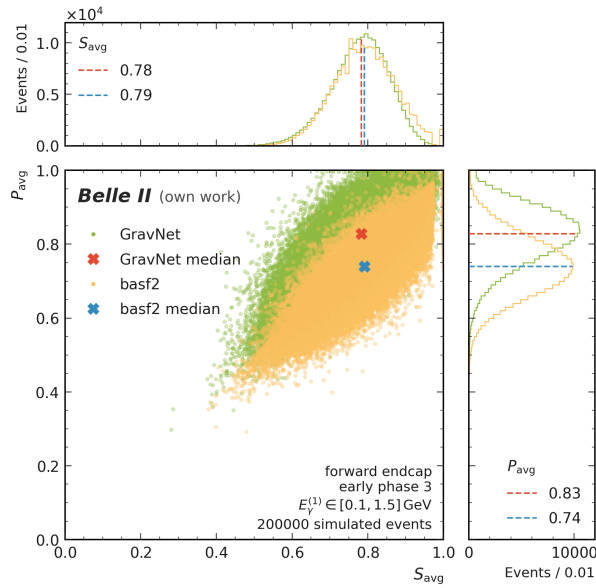 ×10⁴
1.0
0.5
0.0
Events / 0.01
S_avg
0.78
0.79
1.0
0.8
0.6
0.4
0.2
0.0
P_avg
Belle II (own work)
GravNet
GravNet median
basf2
basf2 median
forward endcap
early phase 3
E_γ^(1) ∈ [0.1, 1.5] GeV
200000 simulated events
0.0 0.2 0.4 0.6 0.8 1.0
S_avg
P_avg
0.83
0.74
0 10000
Events / 0.01